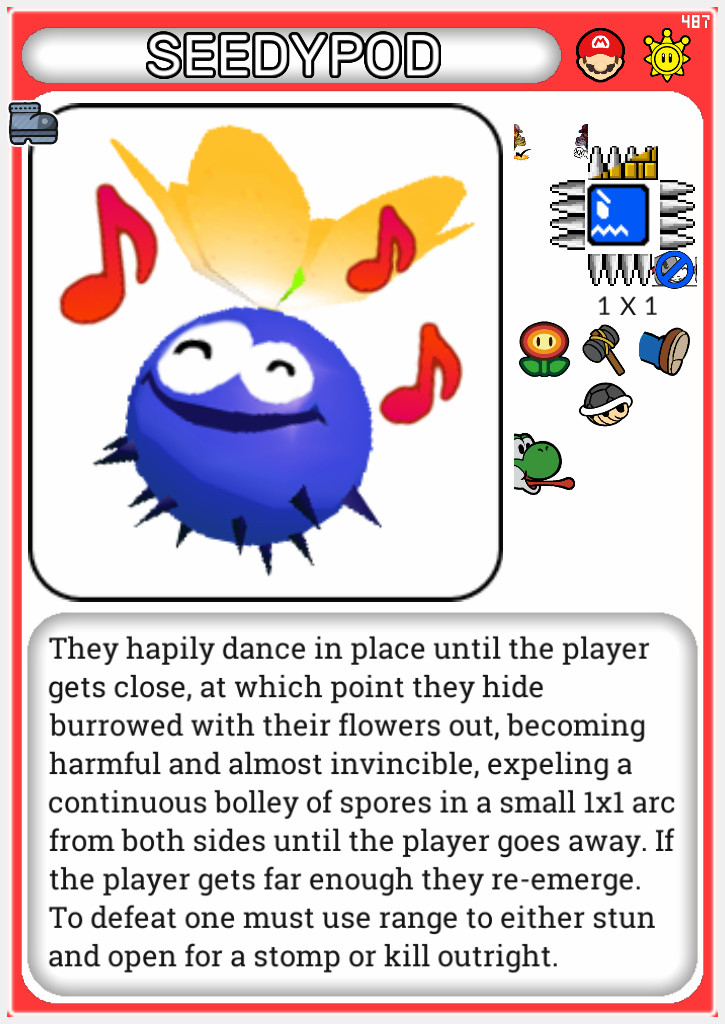 487
SEEDYPOD
1 X 1
They hapily dance in place until the player
gets close, at which point they hide
burrowed with their flowers out, becoming
harmful and almost invincible, expeling a
continuous bolley of spores in a small 1x1 arc
from both sides until the player goes away. If
the player gets far enough they re-emerge.
To defeat one must use range to either stun
and open for a stomp or kill outright.